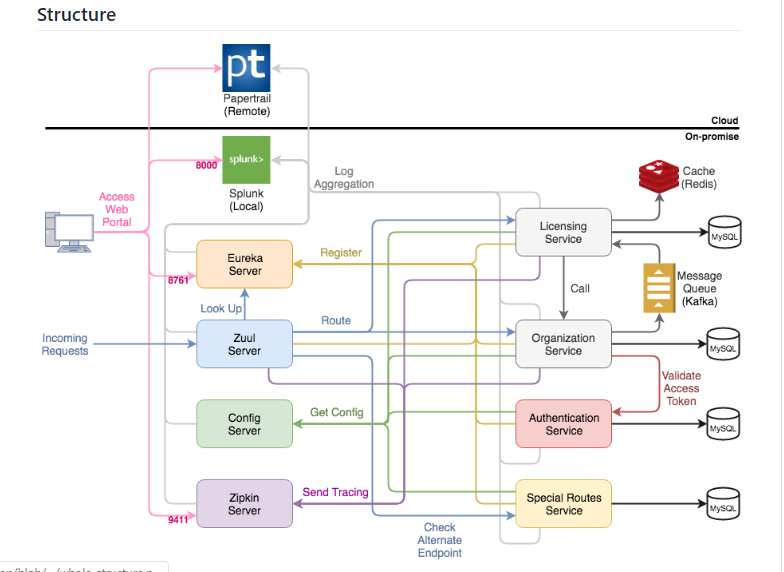 Structure
pt
Papertrail
(Remote)
Cloud
On-promise
8000
splunk>
Splunk
(Local)
Log
Aggregation
Cache
(Redis)
Access
Web
Portal
Licensing
Service
MySQL
Eureka
Server
Register
8761
Call
Message
Queue
(Kafka)
Look Up
Route
Incoming
Requests
Zuul
Server
Organization
Service
MySQL
Validate
Access
Token
Config
Server
Get Config
Authentication
Service
MySQL
Zipkin
Server
Send Tracing
Special Routes
Service
MySQL
9411
Check
Alternate
Endpoint